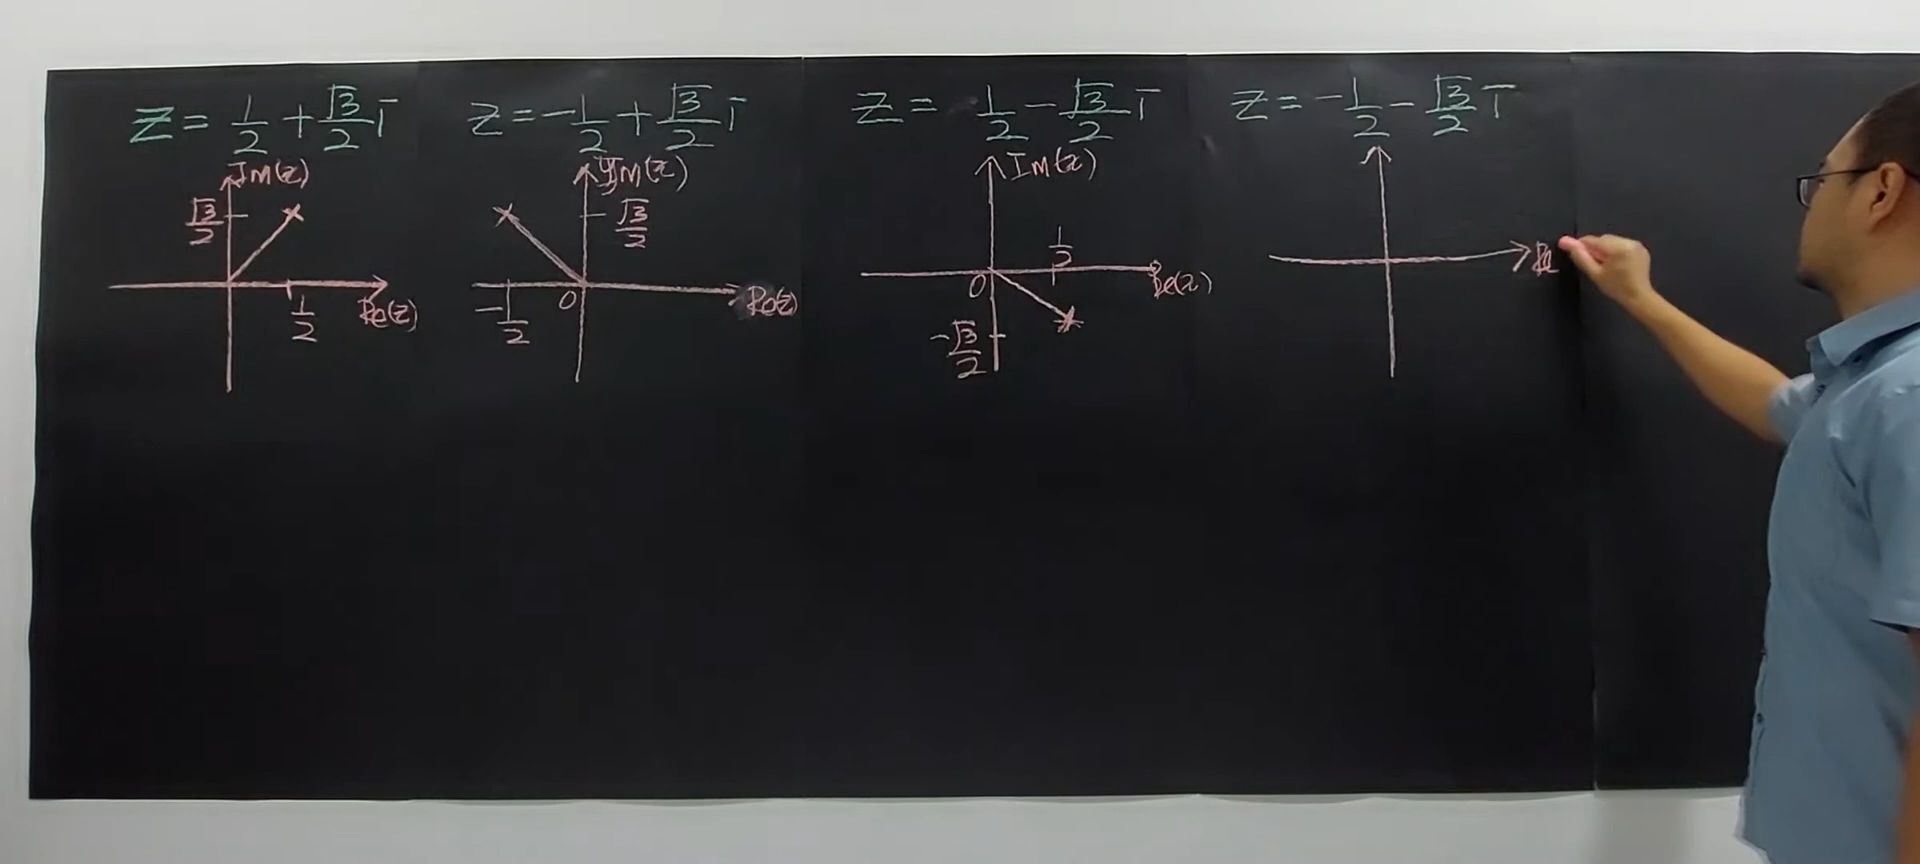 z = 1/2 + √3/2 i
Im(z)
√3/2
1/2
Re(z)
z = -1/2 + √3/2 i
Im(z)
√3/2
-1/2
0
Re(z)
z = 1/2 - √3/2 i
Im(z)
1/2
0
Re(z)
-√3/2
z = -1/2 - √3/2 i
Re